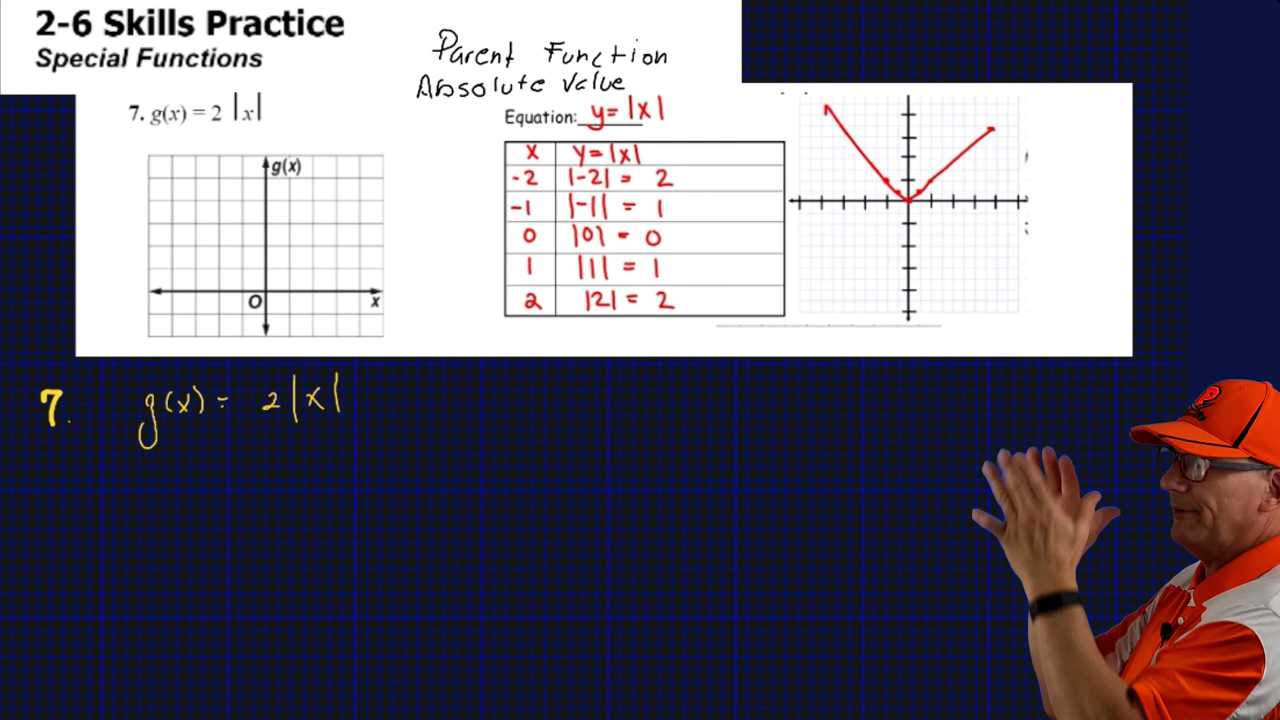 2-6 Skills Practice
Special Functions
Parent Function
Absolute Value
7. g(x) = 2 |x|
Equation: y=|x|
g(x)
O
x
x y=|x|
-2 |-2| = 2
-1 |-1| = 1
0 |0| = 0
1 |1| = 1
2 |2| = 2
7. g(x) = 2|x|